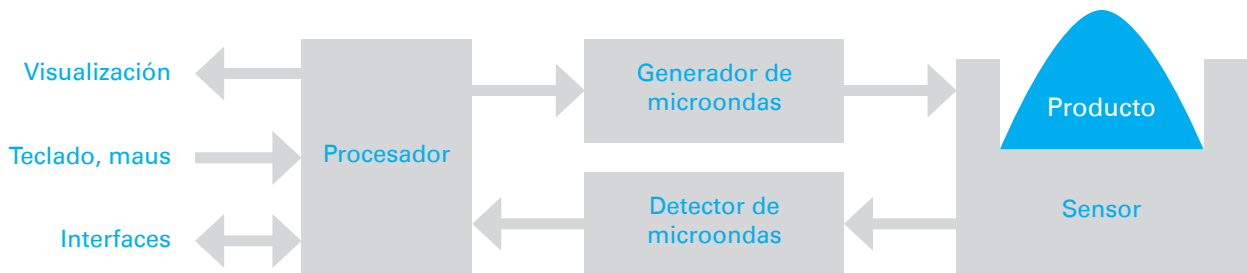 Visualización
Teclado, maus
Interfaces
Procesador
Generador de
microondas
Detector de
microondas
Producto
Sensor